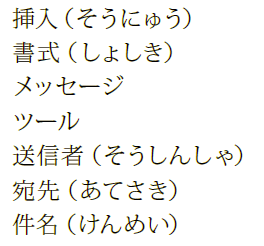 挿入（そうにゅう）
書式（しょしき）
メッセージ
ツール
送信者（そうしんしゃ）
宛先（あてさき）
件名（けんめい）